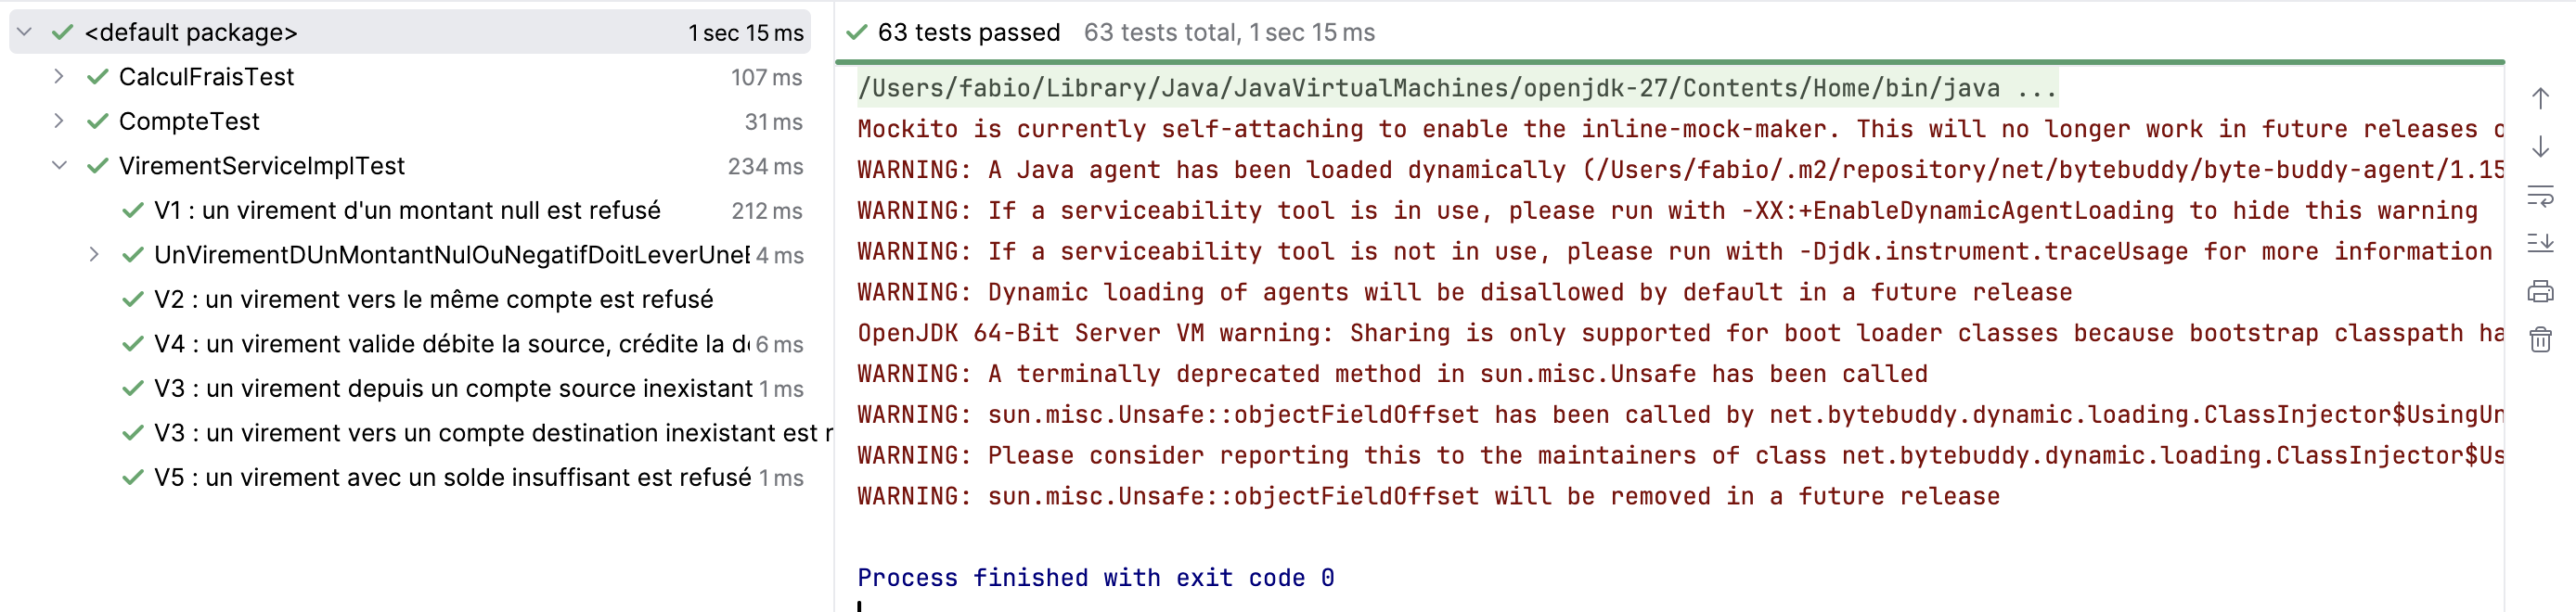 <default package> 1 sec 15 ms
CalculFraisTest 107 ms
CompteTest 31 ms
VirementServiceImplTest 234 ms
V1 : un virement d'un montant null est refusé 212 ms
UnVirementDUnMontantNulOuNegatifDoitLeverUneE 4 ms
V2 : un virement vers le même compte est refusé
V4 : un virement valide débite la source, crédite la de 6 ms
V3 : un virement depuis un compte source inexistant 1 ms
V3 : un virement vers un compte destination inexistant est r
V5 : un virement avec un solde insuffisant est refusé 1 ms
63 tests passed 63 tests total, 1 sec 15 ms
/Users/fabio/Library/Java/JavaVirtualMachines/openjdk-27/Contents/Home/bin/java ...
Mockito is currently self-attaching to enable the inline-mock-maker. This will no longer work in future releases o
WARNING: A Java agent has been loaded dynamically (/Users/fabio/.m2/repository/net/bytebuddy/byte-buddy-agent/1.15
WARNING: If a serviceability tool is in use, please run with -XX:+EnableDynamicAgentLoading to hide this warning
WARNING: If a serviceability tool is not in use, please run with -Djdk.instrument.traceUsage for more information
WARNING: Dynamic loading of agents will be disallowed by default in a future release
OpenJDK 64-Bit Server VM warning: Sharing is only supported for boot loader classes because bootstrap classpath ha
WARNING: A terminally deprecated method in sun.misc.Unsafe has been called
WARNING: sun.misc.Unsafe::objectFieldOffset has been called by net.bytebuddy.dynamic.loading.ClassInjector$UsingUn
WARNING: Please consider reporting this to the maintainers of class net.bytebuddy.dynamic.loading.ClassInjector$Us
WARNING: sun.misc.Unsafe::objectFieldOffset will be removed in a future release
Process finished with exit code 0